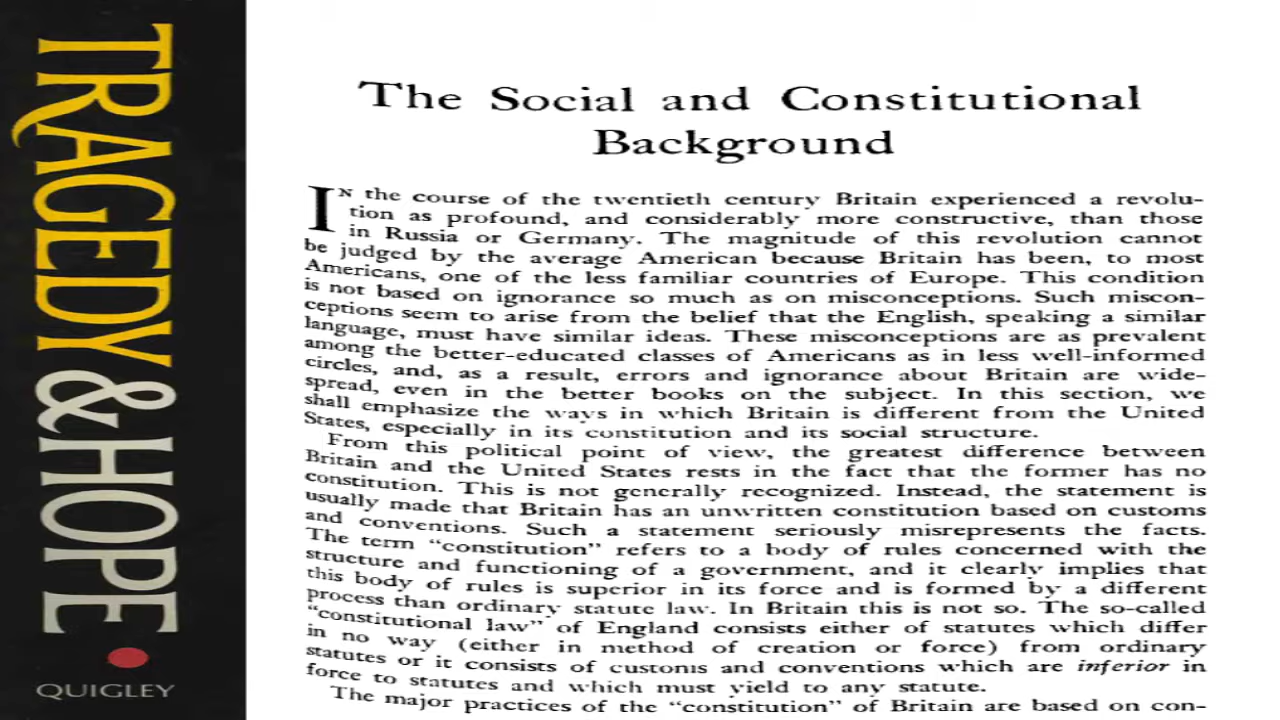 TRAGEDY & HOPE
QUIGLEY
The Social and Constitutional
Background
IN the course of the twentieth century Britain experienced a revolu-
tion as profound, and considerably more constructive, than those
in Russia or Germany. The magnitude of this revolution cannot
be judged by the average American because Britain has been, to most
Americans, one of the less familiar countries of Europe. This condition
is not based on ignorance so much as on misconceptions. Such miscon-
ceptions seem to arise from the belief that the English, speaking a similar
language, must have similar ideas. These misconceptions are as prevalent
among the better-educated classes of Americans as in less well-informed
circles, and, as a result, errors and ignorance about Britain are wide-
spread, even in the better books on the subject. In this section, we
shall emphasize the ways in which Britain is different from the United
States, especially in its constitution and its social structure.
From this political point of view, the greatest difference between
Britain and the United States rests in the fact that the former has no
constitution. This is not generally recognized. Instead, the statement is
usually made that Britain has an unwritten constitution based on customs
and conventions. Such a statement seriously misrepresents the facts.
The term “constitution” refers to a body of rules concerned with the
structure and functioning of a government, and it clearly implies that
this body of rules is superior in its force and is formed by a different
process than ordinary statute law. In Britain this is not so. The so-called
“constitutional law” of England consists either of statutes which differ
in no way (either in method of creation or force) from ordinary
statutes or it consists of customs and conventions which are inferior in
force to statutes and which must yield to any statute.
The major practices of the “constitution” of Britain are based on con-